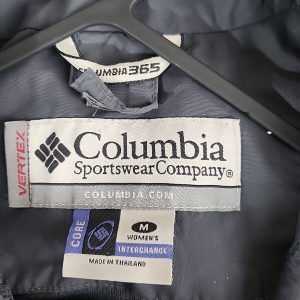 COLUMBIA365
VERTEX
Columbia
SportswearCompany®
COLUMBIA.COM
CORE
M
WOMEN'S
INTERCHANGE
MADE IN THAILAND